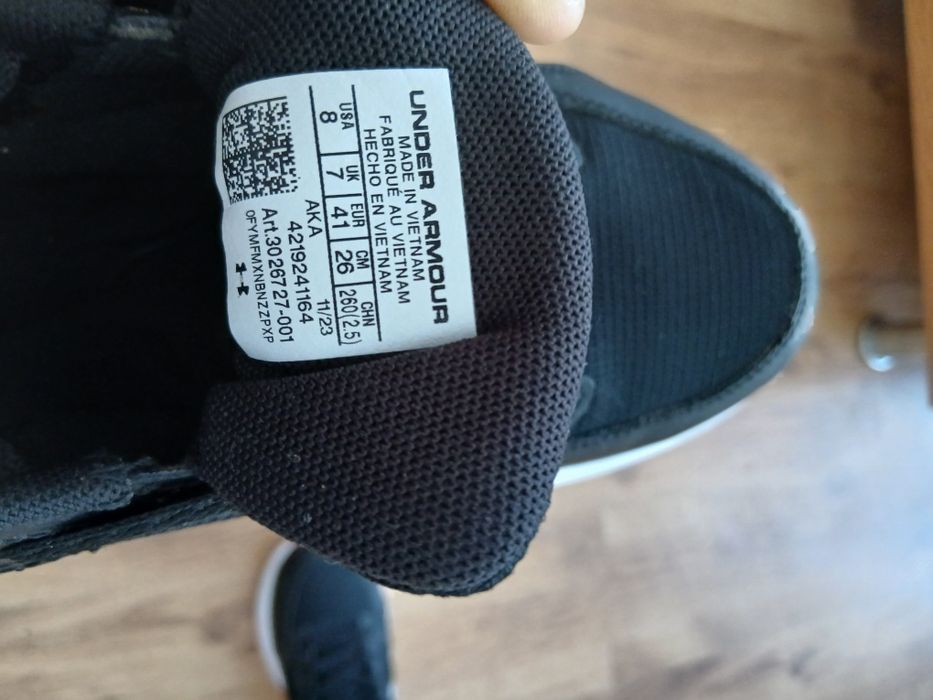 UNDER ARMOUR
MADE IN VIETNAM
FABRIQUÉ AU VIETNAM
HECHO EN VIETNAM
USA UK EUR CM CHN
8 7 41 26 260(2.5)
AKA 11/23
4219241164
Art.3026727-001
OFYMFMXNBNZZPXP